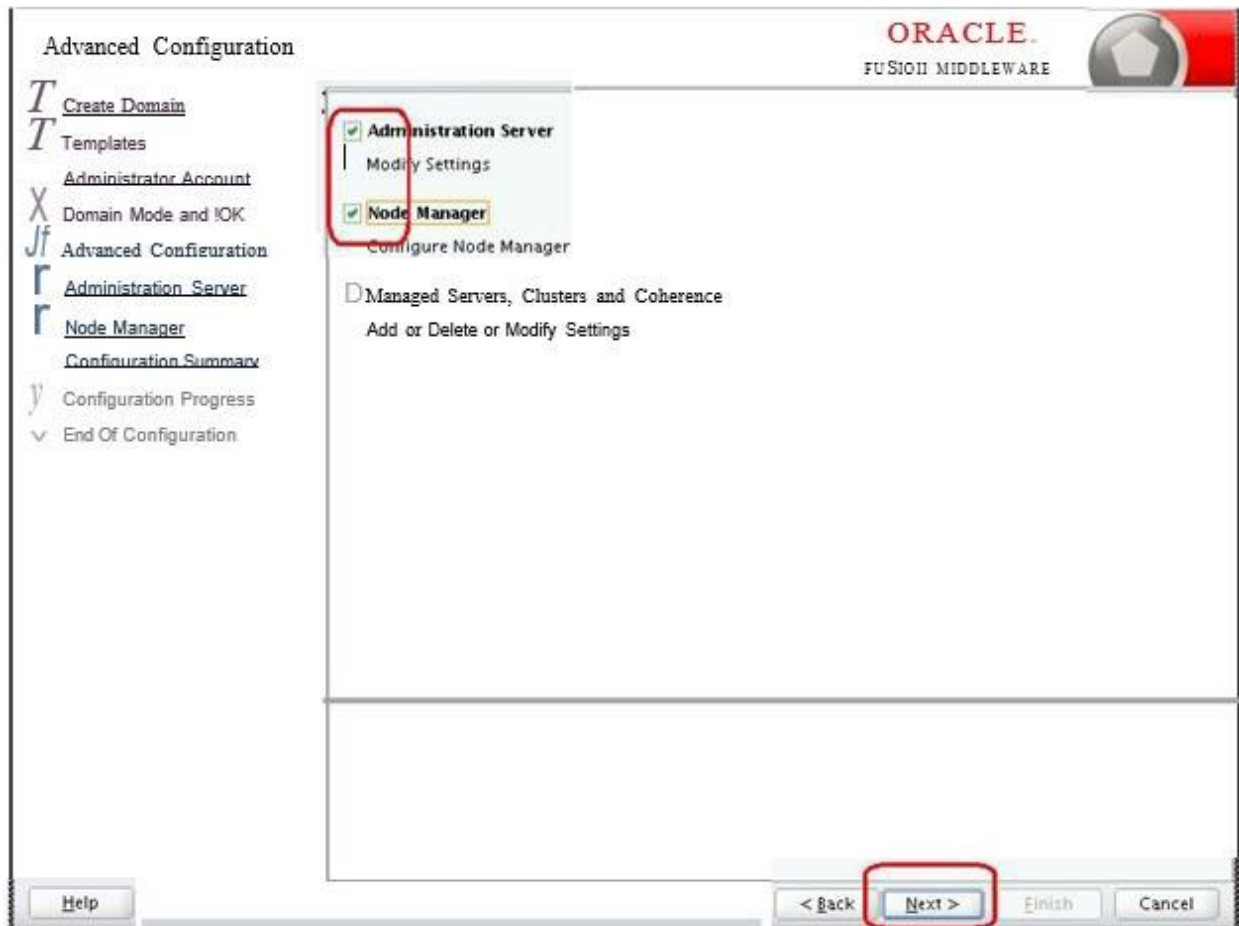 Advanced Configuration
ORACLE
FUSIOII MIDDLEWARE
T Create Domain
T Templates
Administrator Account
X Domain Mode and !OK
Jf Advanced Configuration
r Administration Server
r Node Manager
Configuration Summary
y Configuration Progress
v End Of Configuration
Administration Server
Modify Settings
Node Manager
Configure Node Manager
D Managed Servers, Clusters and Coherence
Add or Delete or Modify Settings
Help
< Back
Next >
Finish
Cancel